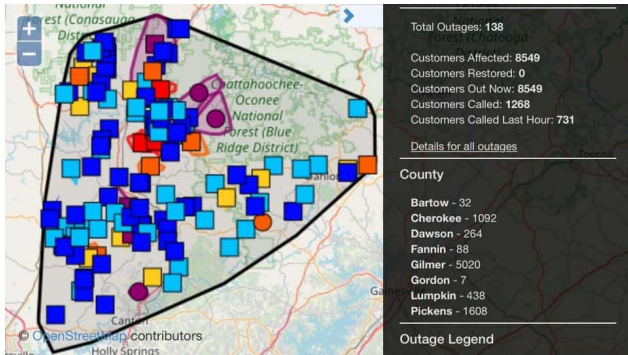 National
Forest (Conasauga
District)
+
−
Chattahoochee-
Oconee
National
Forest (Blue
Ridge District)
Canton
Holly Springs
© OpenStreetMap contributors
Total Outages: 138
Customers Affected: 8549
Customers Restored: 0
Customers Out Now: 8549
Customers Called: 1268
Customers Called Last Hour: 731
Details for all outages
County
Bartow - 32
Cherokee - 1092
Dawson - 264
Fannin - 88
Gilmer - 5020
Gordon - 7
Lumpkin - 438
Pickens - 1608
Outage Legend